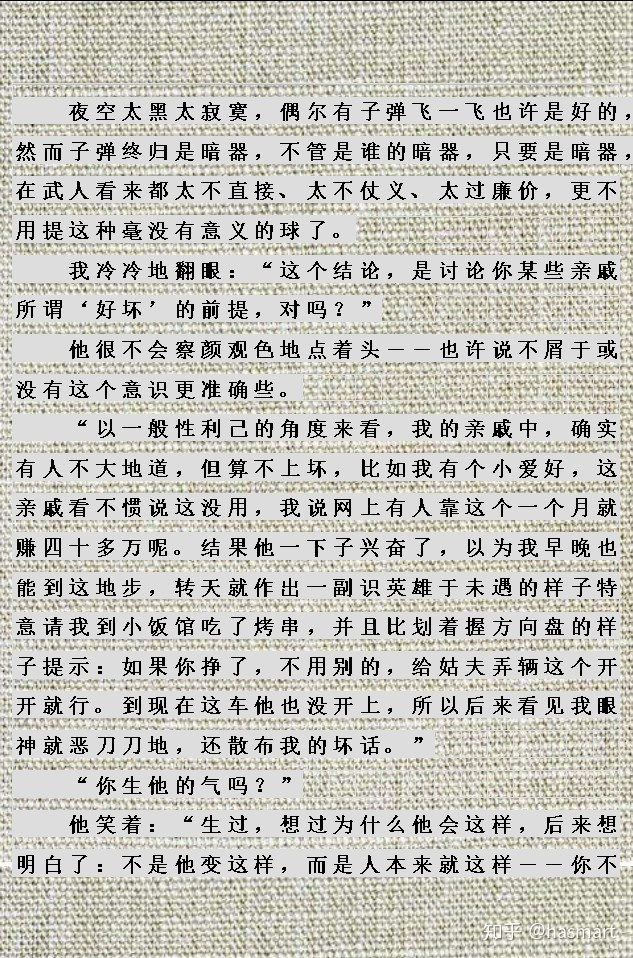 夜空太黑太寂寞，偶尔有子弹飞一飞也许是好的，
然而子弹终归是暗器，不管是谁的暗器，只要是暗器，
在武人看来都太不直接、太不仗义、太过廉价，更不
用提这种毫没有意义的球了。
我冷冷地翻眼：“这个结论，是讨论你某些亲戚
所谓‘好坏’的前提，对吗？”
他很不会察颜观色地点着头——也许说不屑于或
没有这个意识更准确些。
“以一般性利己的角度来看，我的亲戚中，确实
有人不大地道，但算不上坏，比如我有个小爱好，这
亲戚看不惯说这没用，我说网上有人靠这个一个月就
赚四十多万呢。结果他一下子兴奋了，以为我早晚也
能到这地步，转天就作出一副识英雄于未遇的样子特
意请我到小饭馆吃了烤串，并且比划着握方向盘的样
子提示：如果你挣了，不用别的，给姑夫弄辆这个开
开就行。到现在这车他也没开上，所以后来看见我眼
神就恶刀刀地，还散布我的坏话。”
“你生他的气吗？”
他笑着：“生过，想过为什么他会这样，后来想
明白了：不是他变这样，而是人本来就这样——你不
知乎 @hasmart